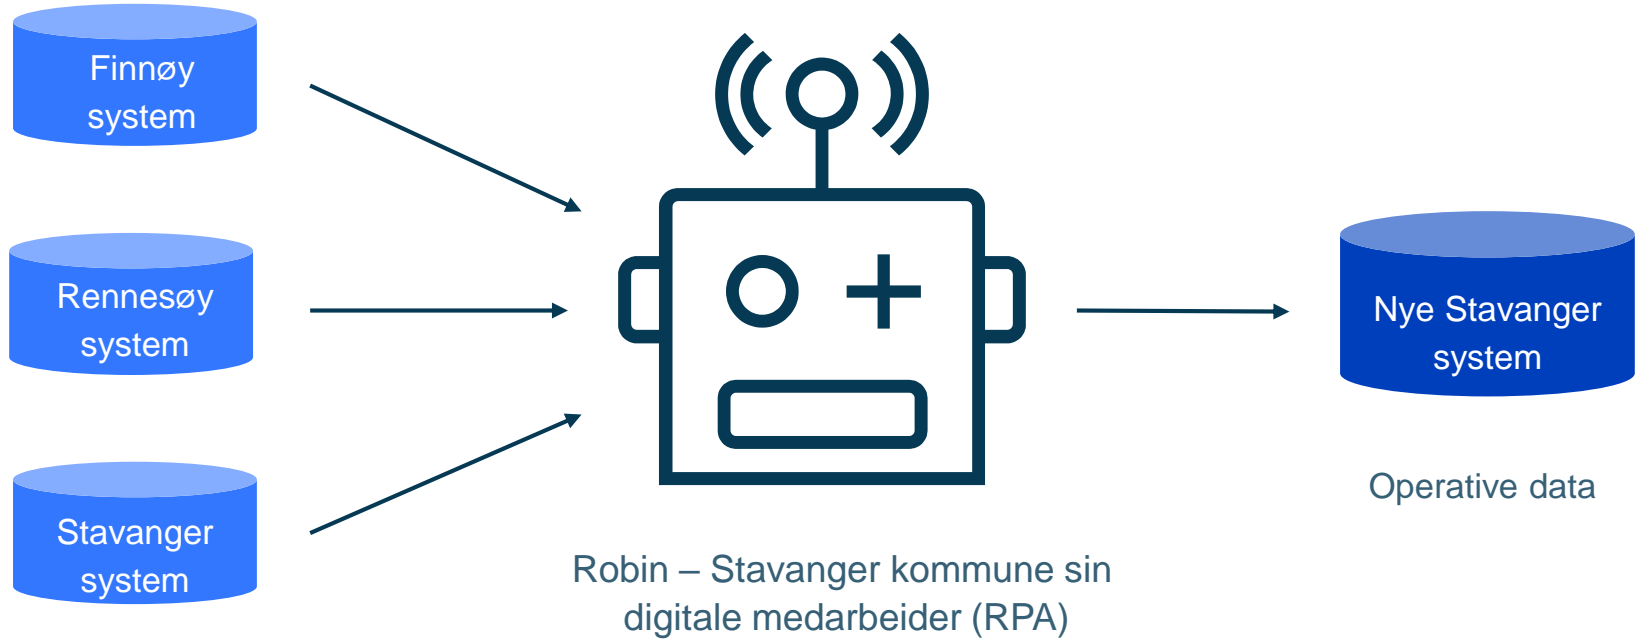 Finnøy
system
Rennesøy
system
Stavanger
system
Robin – Stavanger kommune sin
digitale medarbeider (RPA)
Nye Stavanger
system
Operative data